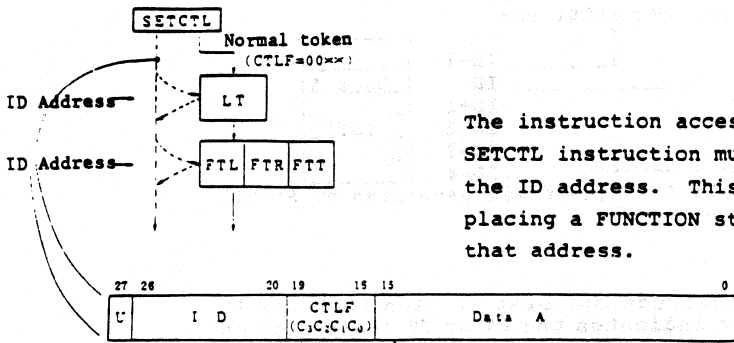 SETCTL
Normal token
(CTLF=00**)
ID Address
LT
ID Address
FTL FTR FTT
The instruction acces
SETCTL instruction mu
the ID address. This
placing a FUNCTION st
that address.
27 26 20 19 15 15 0
U I D CTLF Data A
(C₃C₂C₁C₀)